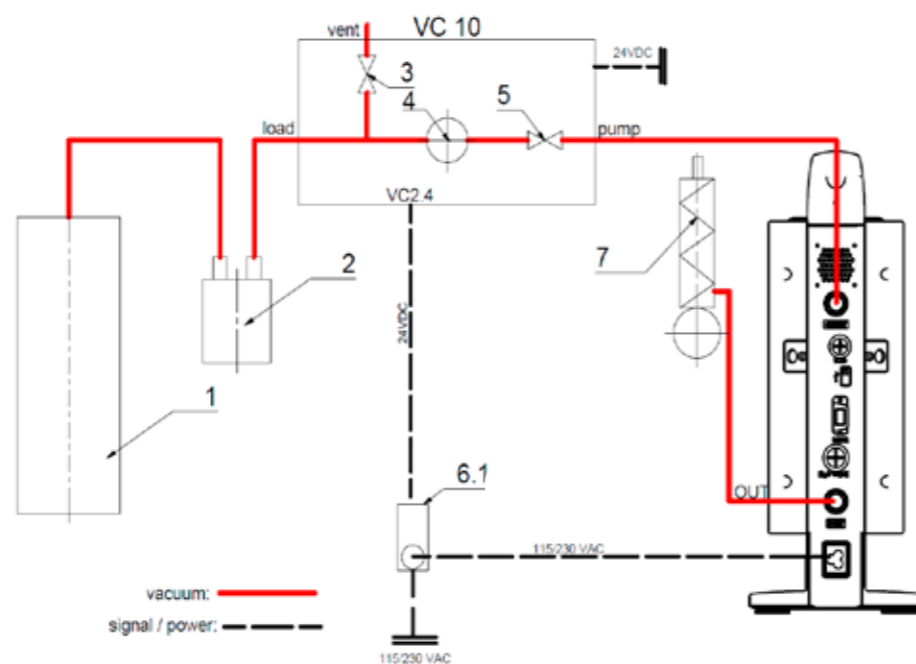 vent
VC 10
24VDC
3
4
5
load
pump
VC2.4
2
7
24VDC
1
6.1
OUT
115/230 VAC
vacuum:
signal / power:
115/230 VAC